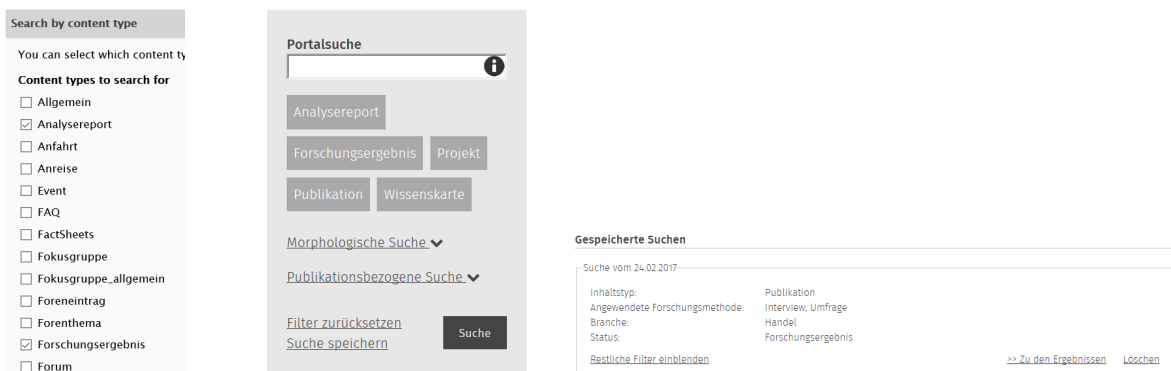 Search by content type
You can select which content ty
Content types to search for
Allgemein
Analysereport
Anfahrt
Anreise
Event
FAQ
FactSheets
Fokusgruppe
Fokusgruppe_allgemein
Foreneintrag
Forenthema
Forschungsergebnis
Forum
Portalsuche
Analysereport
Forschungsergebnis Projekt
Publikation Wissenskarte
Morphologische Suche
Publikationsbezogene Suche
Filter zurücksetzen
Suche speichern
Suche
Gespeicherte Suchen
Suche vom 24.02.2017
Inhaltstyp: Publikation
Angewendete Forschungsmethode: Interview, Umfrage
Branche: Handel
Status: Forschungsergebnis
Restliche Filter einblenden >> Zu den Ergebnissen Löschen